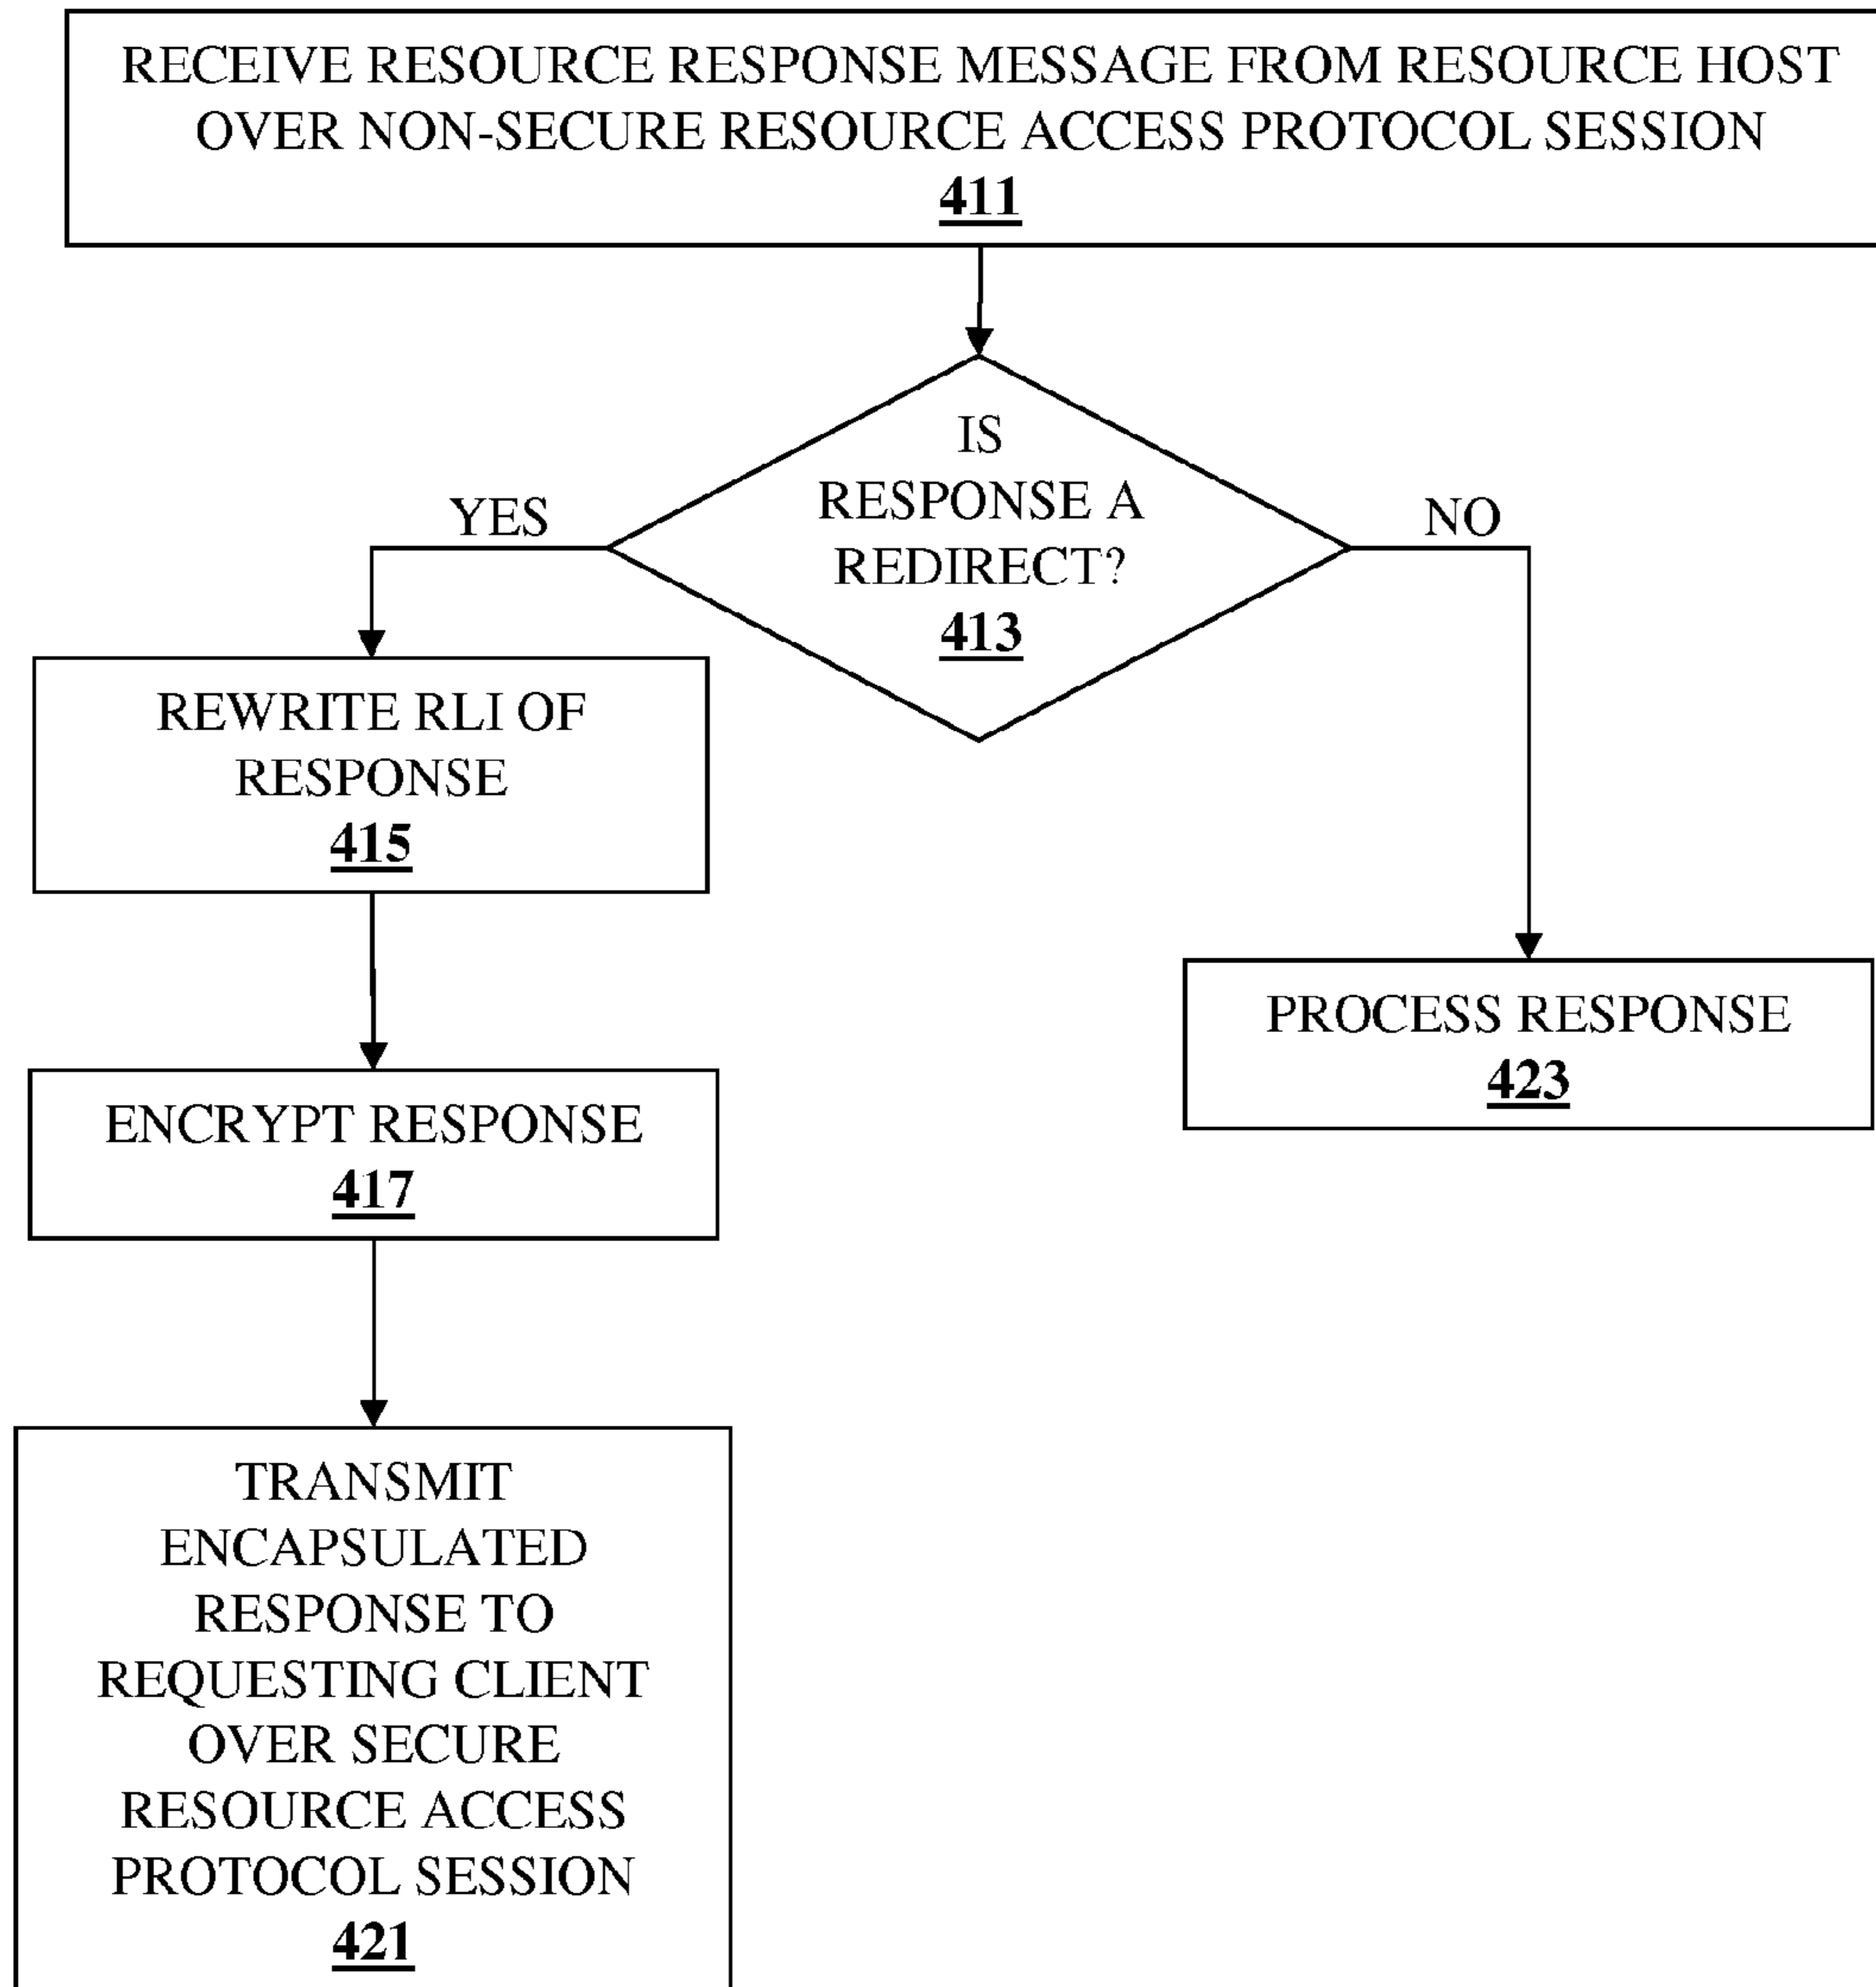 RECEIVE RESOURCE RESPONSE MESSAGE FROM RESOURCE HOST
OVER NON-SECURE RESOURCE ACCESS PROTOCOL SESSION
411
IS
RESPONSE A
REDIRECT?
413
YES
NO
REWRITE RLI OF
RESPONSE
415
PROCESS RESPONSE
423
ENCRYPT RESPONSE
417
TRANSMIT
ENCAPSULATED
RESPONSE TO
REQUESTING CLIENT
OVER SECURE
RESOURCE ACCESS
PROTOCOL SESSION
421